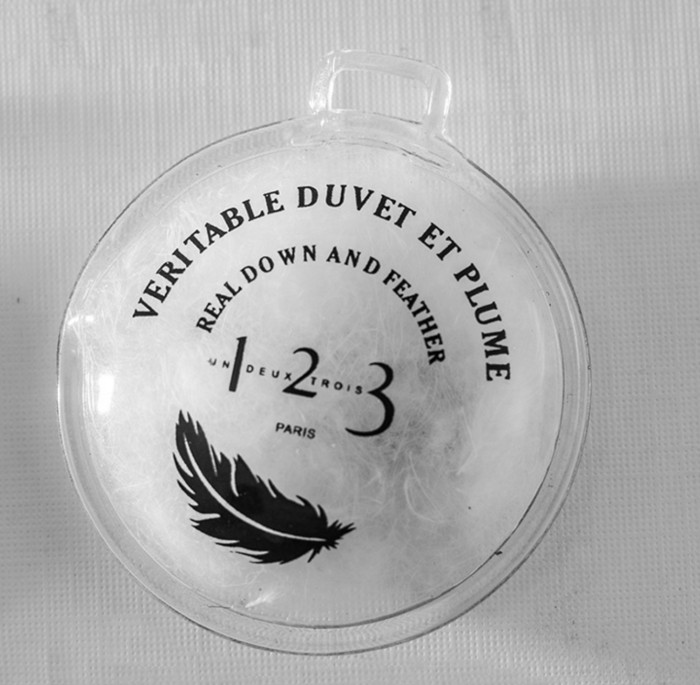 VERITABLE DUVET ET PLUME
REAL DOWN AND FEATHER
UN 1 DEUX 2 TROIS 3
PARIS